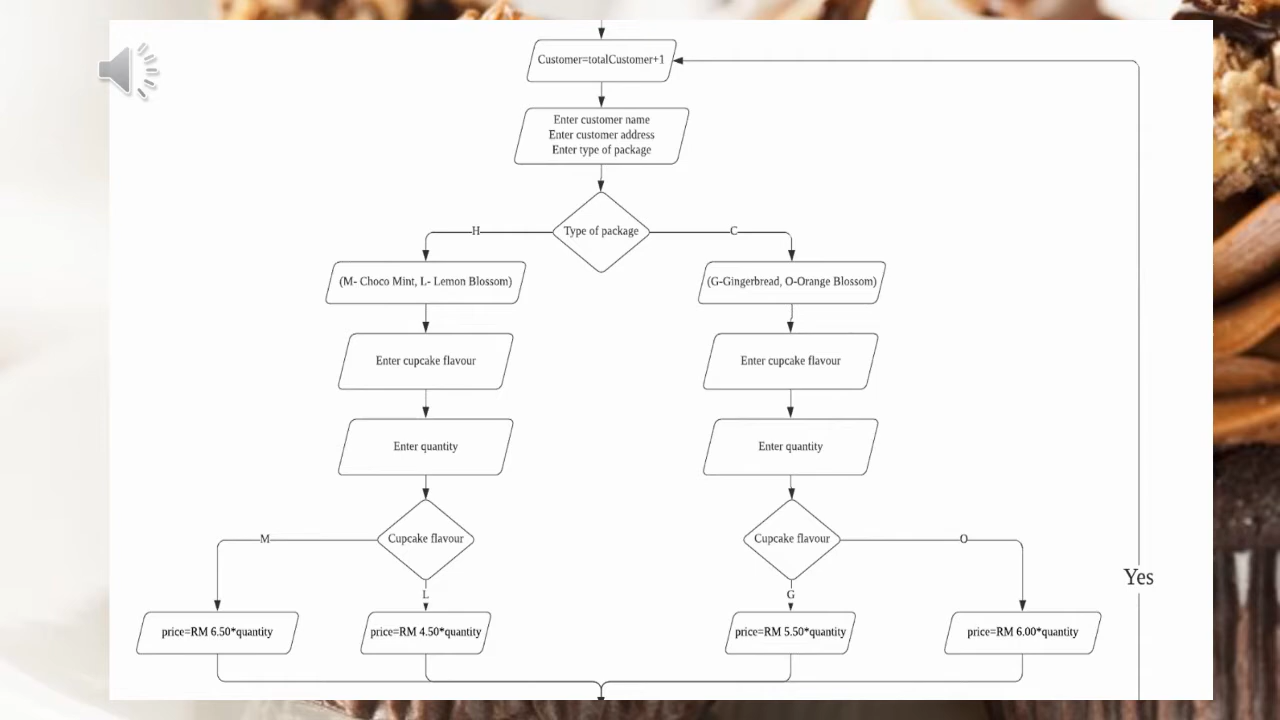 Customer=totalCustomer+1
Enter customer name
Enter customer address
Enter type of package
Type of package
H
C
(M- Choco Mint, L- Lemon Blossom)
(G-Gingerbread, O-Orange Blossom)
Enter cupcake flavour
Enter cupcake flavour
Enter quantity
Enter quantity
Cupcake flavour
Cupcake flavour
M
O
Yes
L
G
price=RM 6.50*quantity
price=RM 4.50*quantity
price=RM 5.50*quantity
price=RM 6.00*quantity